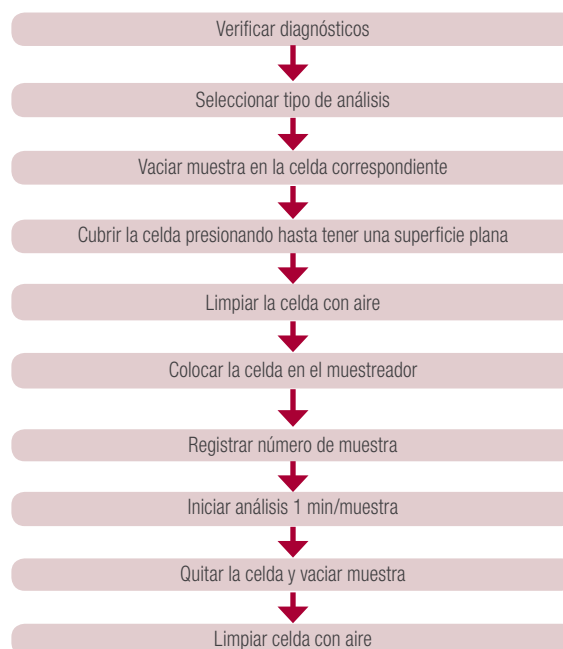 Verificar diagnósticos
Seleccionar tipo de análisis
Vaciar muestra en la celda correspondiente
Cubrir la celda presionando hasta tener una superficie plana
Limpiar la celda con aire
Colocar la celda en el muestreador
Registrar número de muestra
Iniciar análisis 1 min/muestra
Quitar la celda y vaciar muestra
Limpiar celda con aire